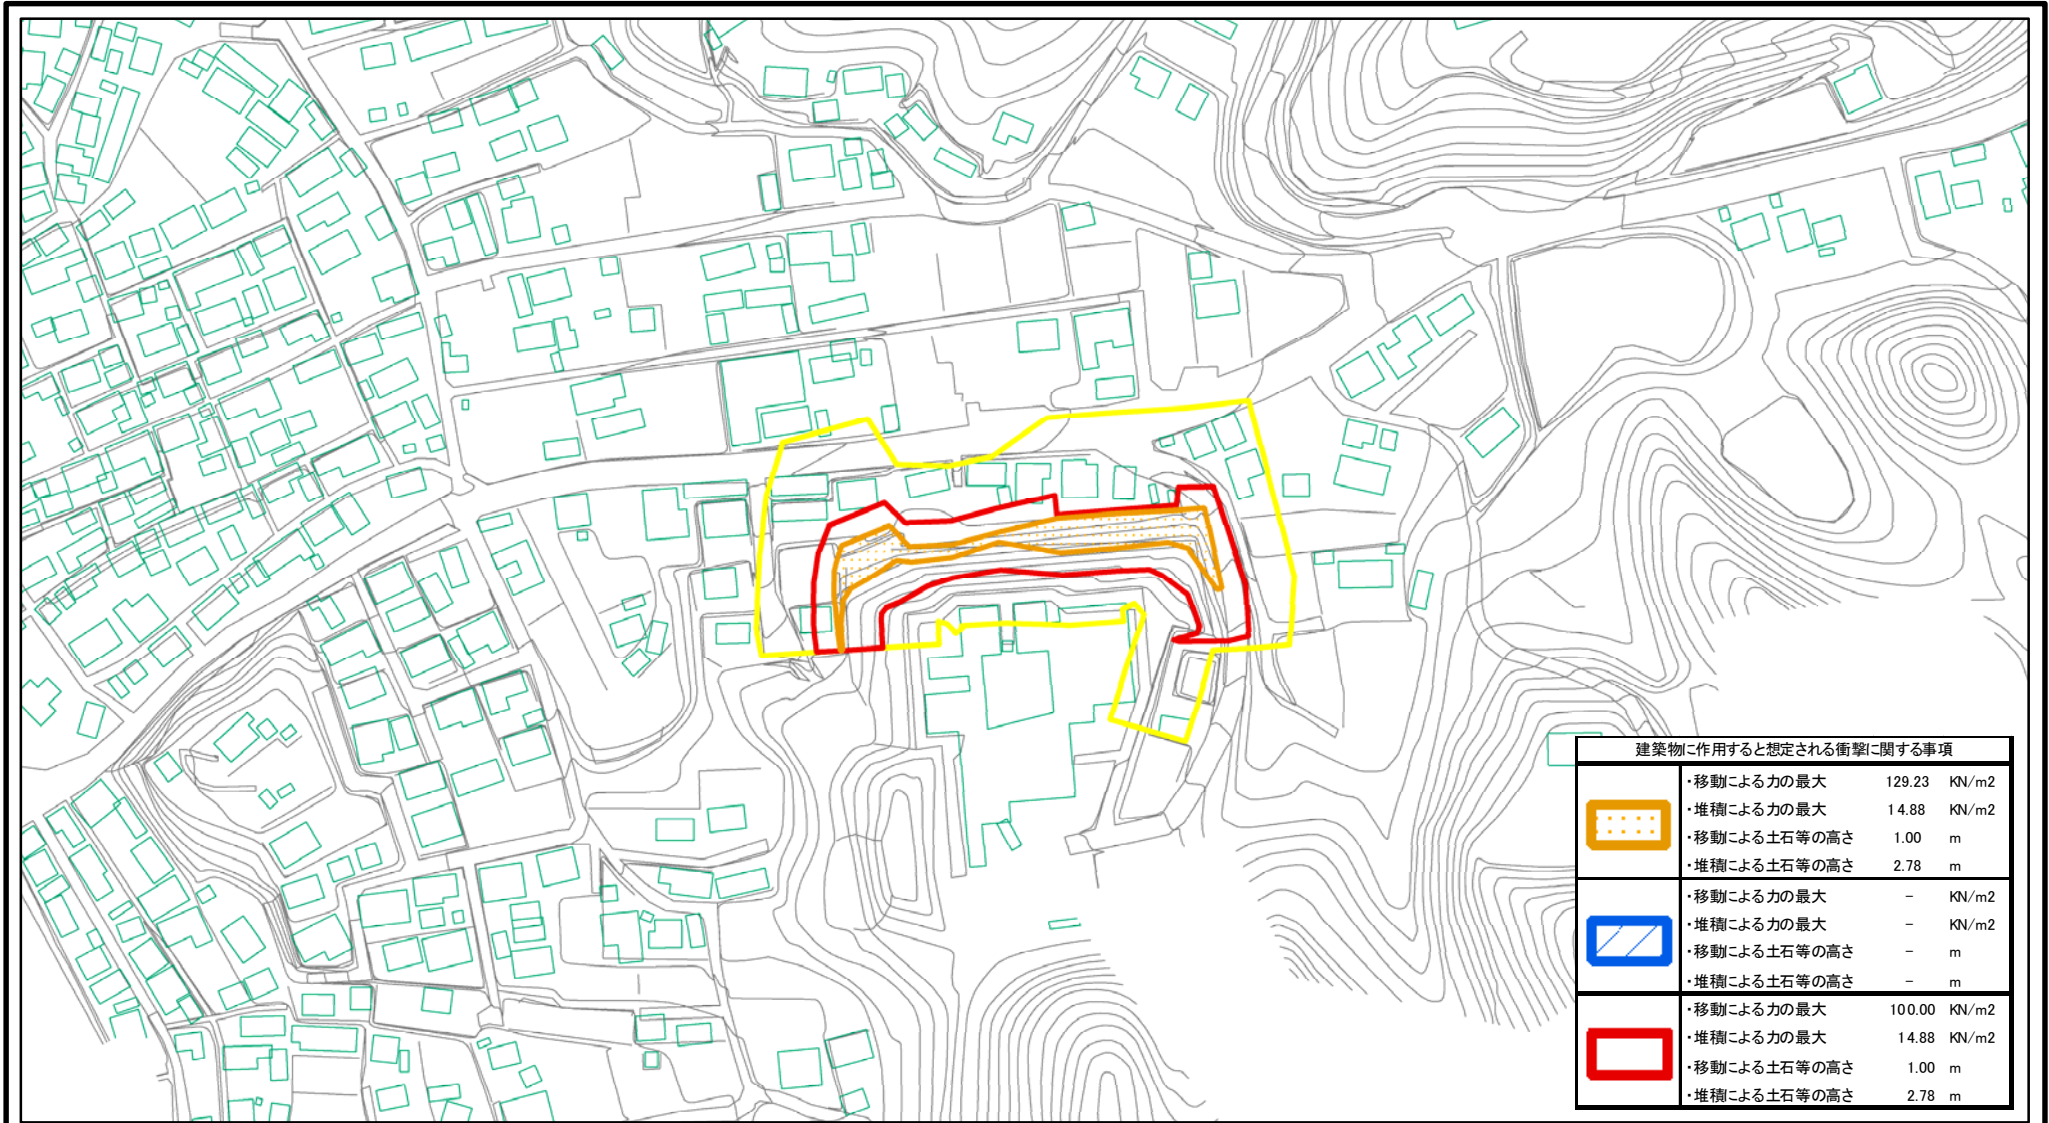 建築物に作用すると想定される衝撃に関する事項
・移動による力の最大 129.23 KN/m2
・堆積による力の最大 14.88 KN/m2
・移動による土石等の高さ 1.00 m
・堆積による土石等の高さ 2.78 m
・移動による力の最大 - KN/m2
・堆積による力の最大 - KN/m2
・移動による土石等の高さ - m
・堆積による土石等の高さ - m
・移動による力の最大 100.00 KN/m2
・堆積による力の最大 14.88 KN/m2
・移動による土石等の高さ 1.00 m
・堆積による土石等の高さ 2.78 m